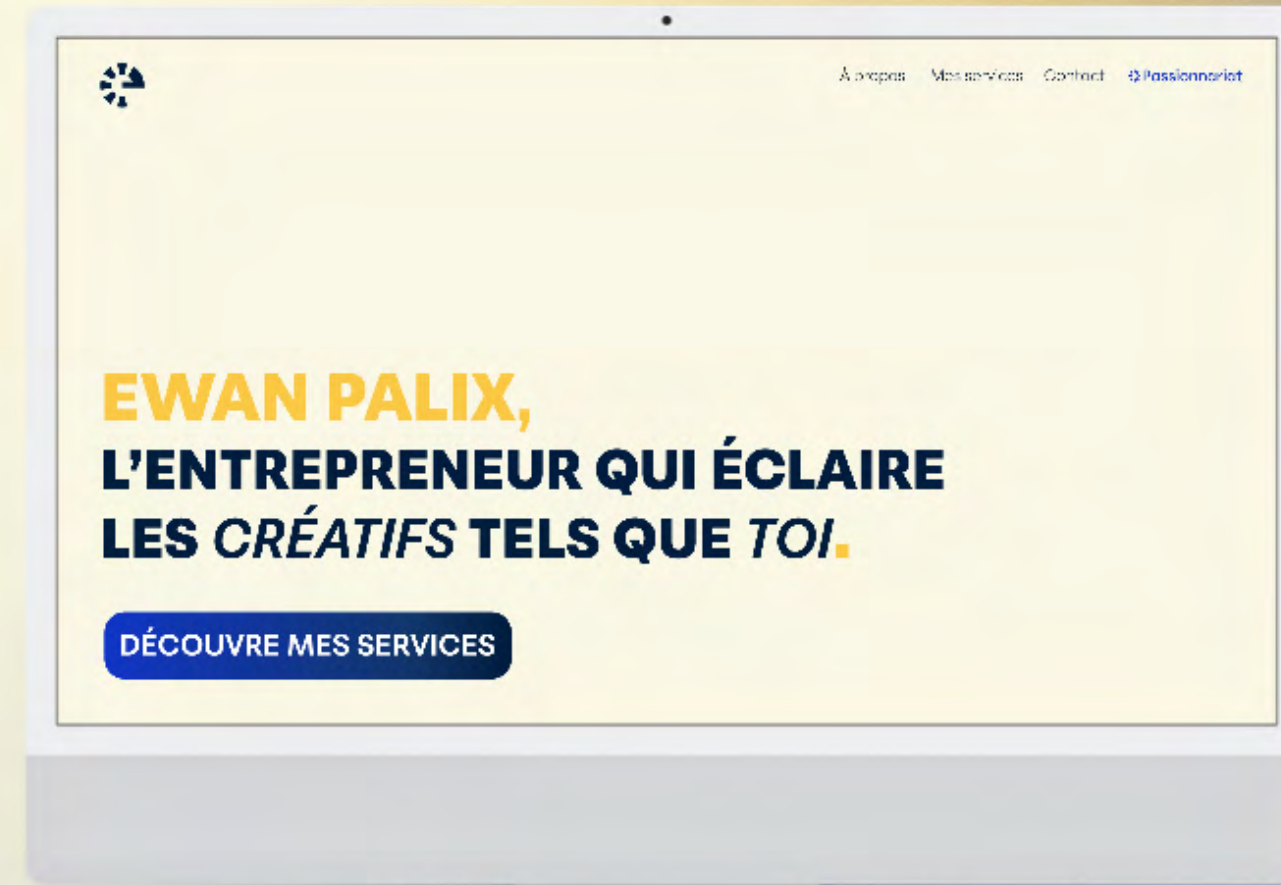 À propos Mes services Contact Passionnariat
EWAN PALIX,
L’ENTREPRENEUR QUI ÉCLAIRE
LES CRÉATIFS TELS QUE TOI.
DÉCOUVRE MES SERVICES